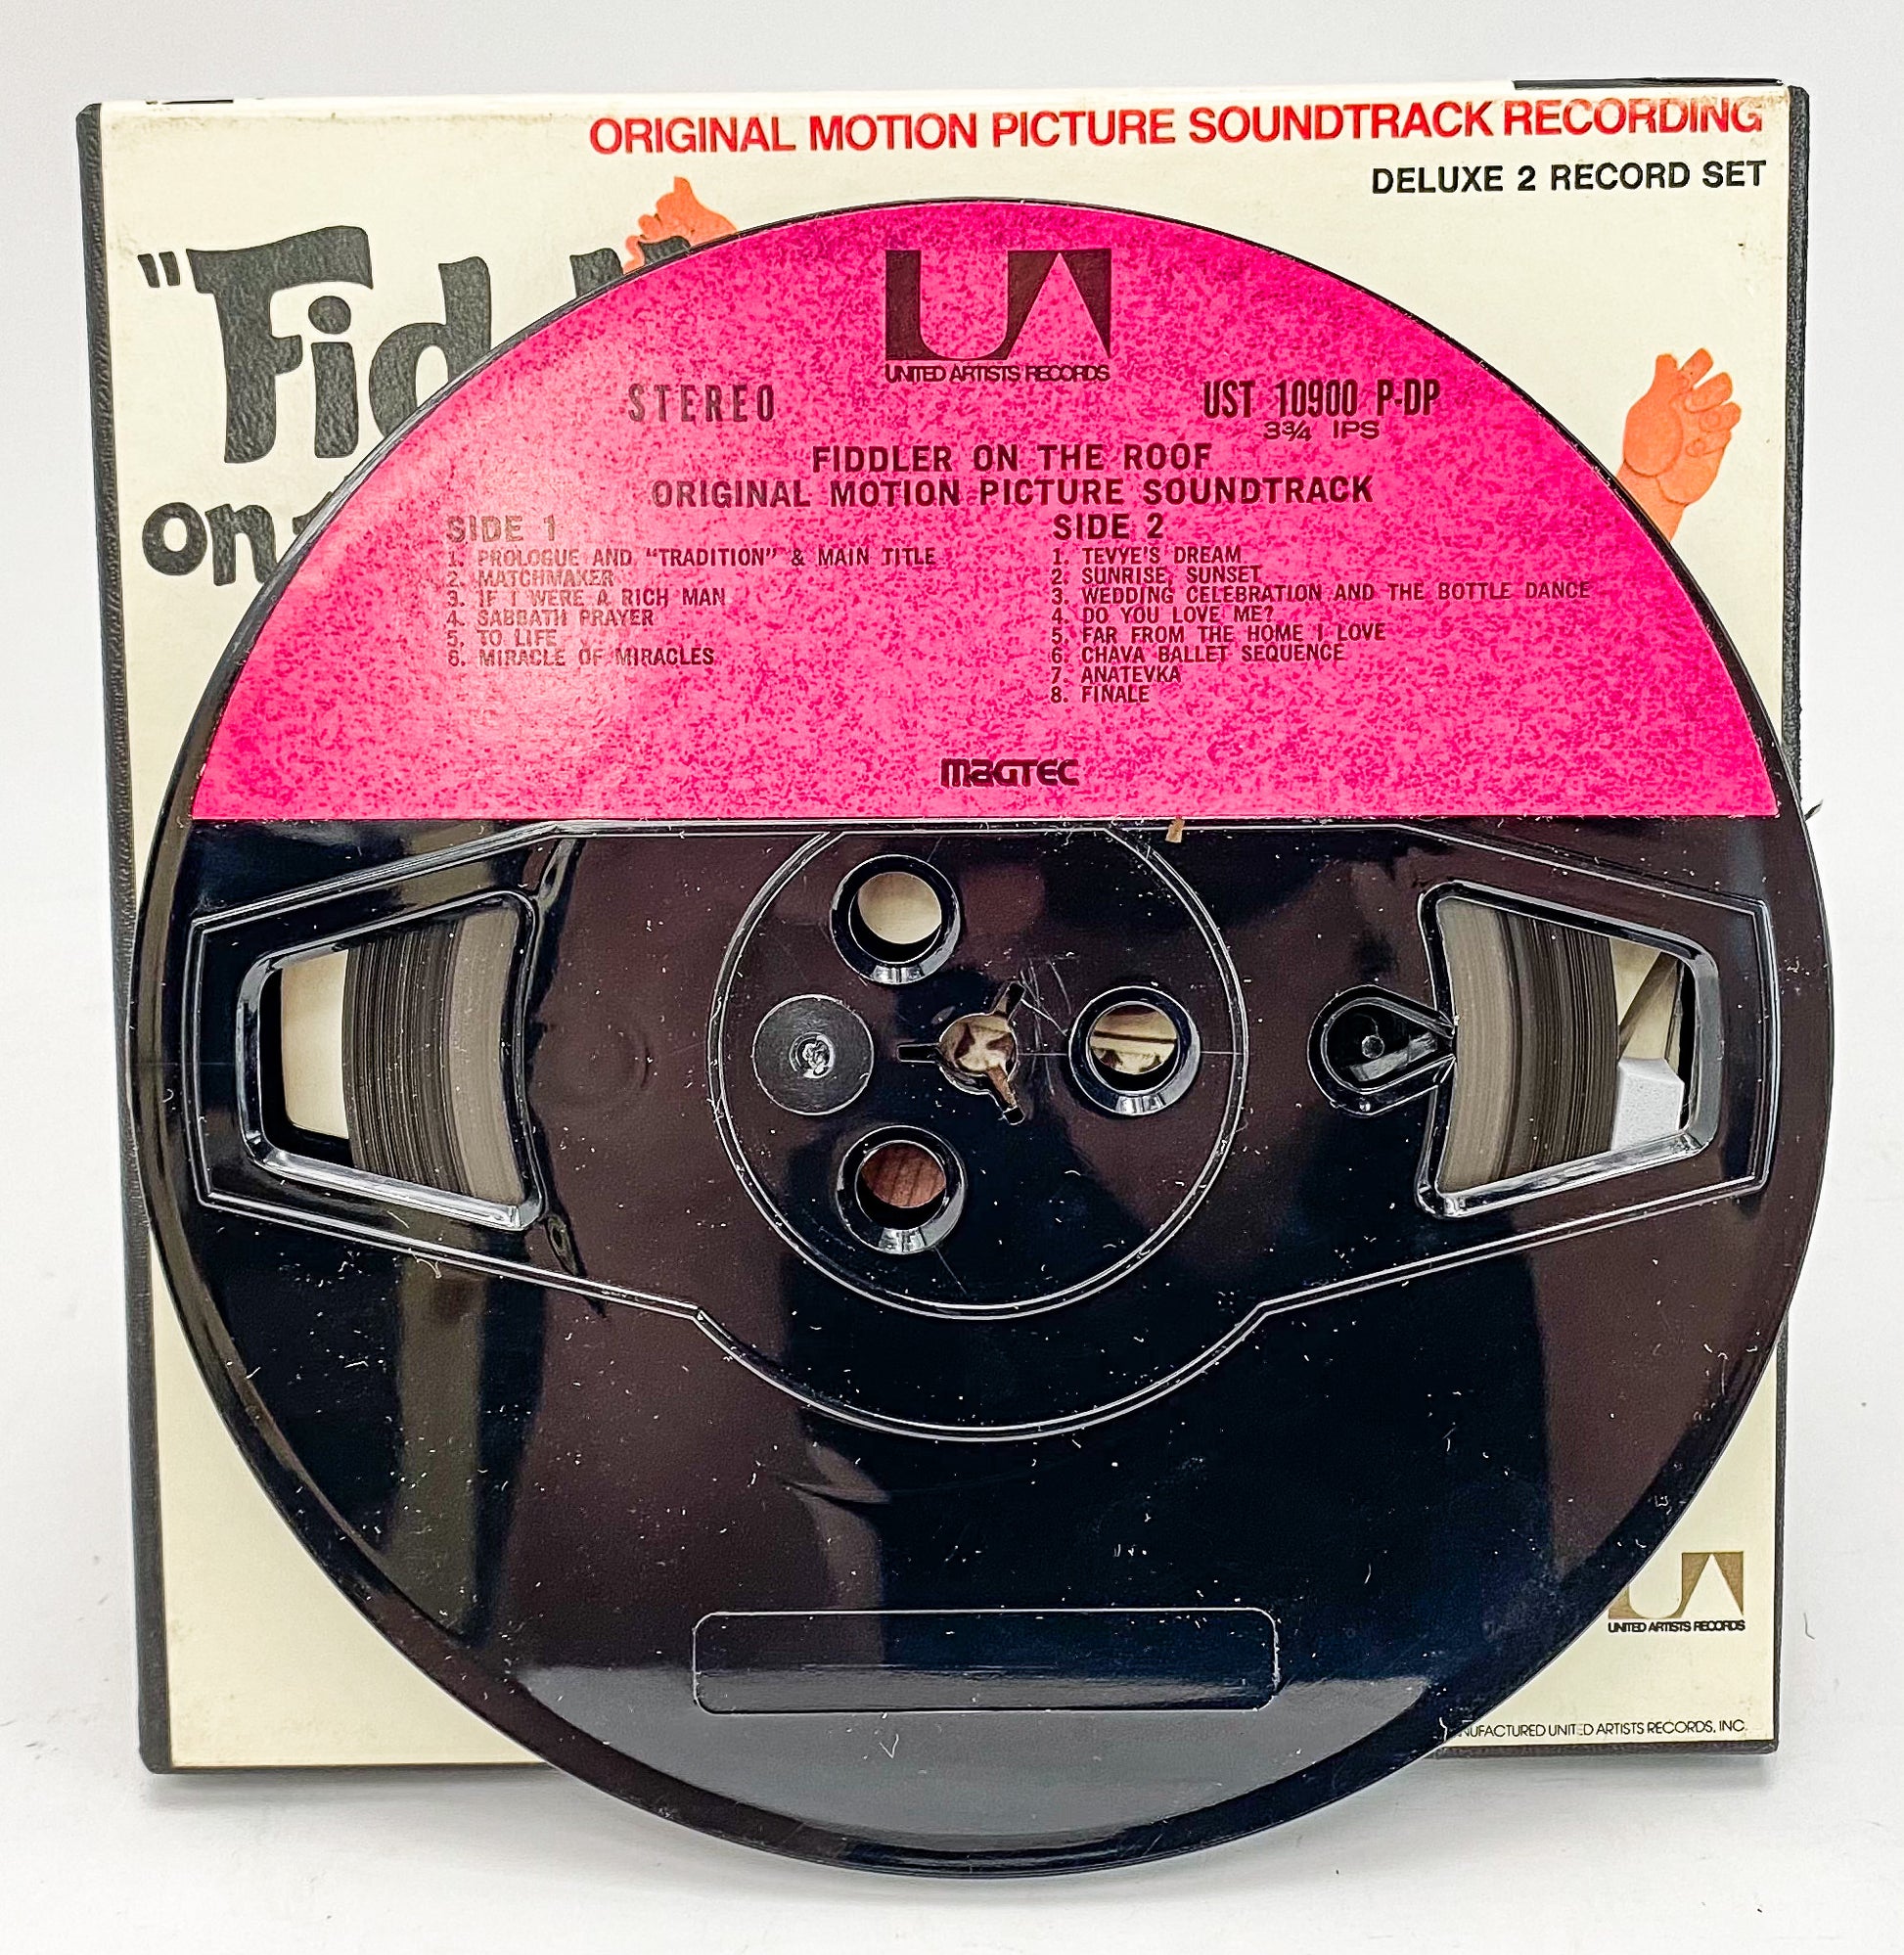 ORIGINAL MOTION PICTURE SOUNDTRACK RECORDING
DELUXE 2 RECORD SET
"Fid
on
UA
UNITED ARTISTS RECORDS
STEREO
UST 10900 P-DP
3¾ IPS
FIDDLER ON THE ROOF
ORIGINAL MOTION PICTURE SOUNDTRACK
SIDE 1
1. PROLOGUE AND "TRADITION" & MAIN TITLE
2. MATCHMAKER
3. IF I WERE A RICH MAN
4. SABBATH PRAYER
5. TO LIFE
6. MIRACLE OF MIRACLES
SIDE 2
1. TEVYE'S DREAM
2. SUNRISE, SUNSET
3. WEDDING CELEBRATION AND THE BOTTLE DANCE
4. DO YOU LOVE ME?
5. FAR FROM THE HOME I LOVE
6. CHAVA BALLET SEQUENCE
7. ANATEVKA
8. FINALE
MAGTEC
UA
UNITED ARTISTS RECORDS
NUFACTURED UNITED ARTISTS RECORDS, INC.